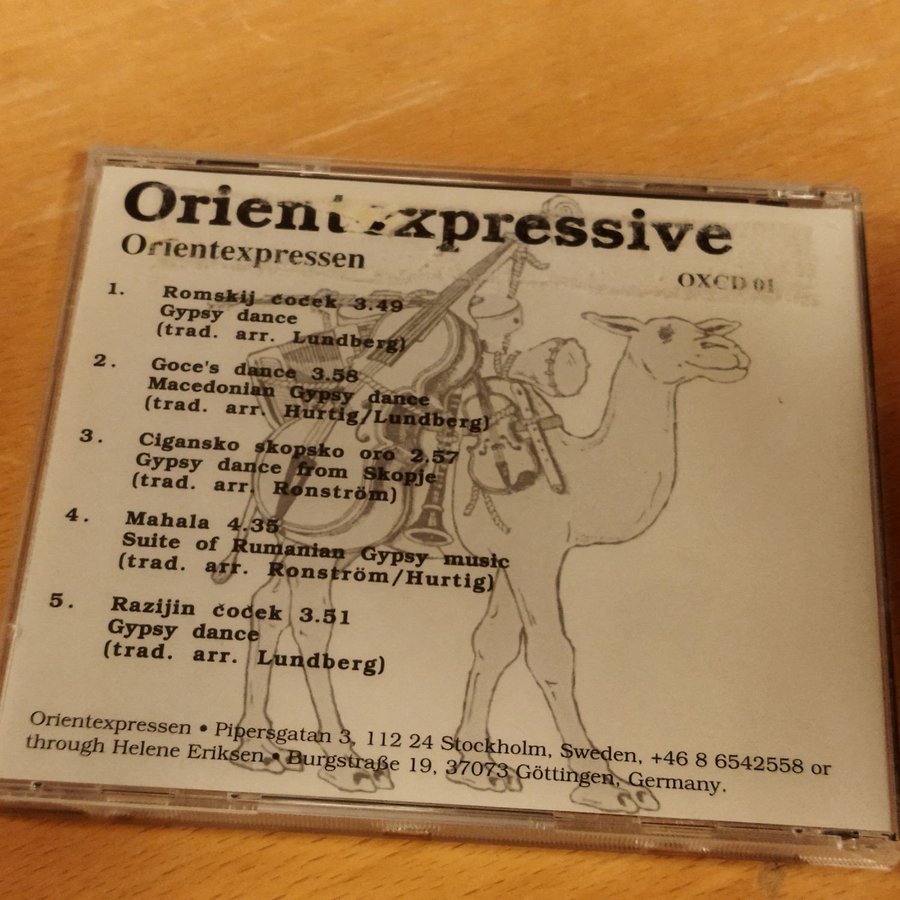 Orientexpressive
Orientexpressen
OXCD 01
1. Romskij čoček 3.49
Gypsy dance
(trad. arr. Lundberg)
2. Goce's dance 3.58
Macedonian Gypsy dance
(trad. arr. Hurtig/Lundberg)
3. Cigansko skopsko oro 2.57
Gypsy dance from Skopje
(trad. arr. Ronström)
4. Mahala 4.35
Suite of Rumanian Gypsy music
(trad. arr. Ronström/Hurtig)
5. Razijin čoček 3.51
Gypsy dance
(trad. arr. Lundberg)
Orientexpressen • Pipersgatan 3, 112 24 Stockholm, Sweden, +46 8 6542558 or
through Helene Eriksen • Burgstraße 19, 37073 Göttingen, Germany.